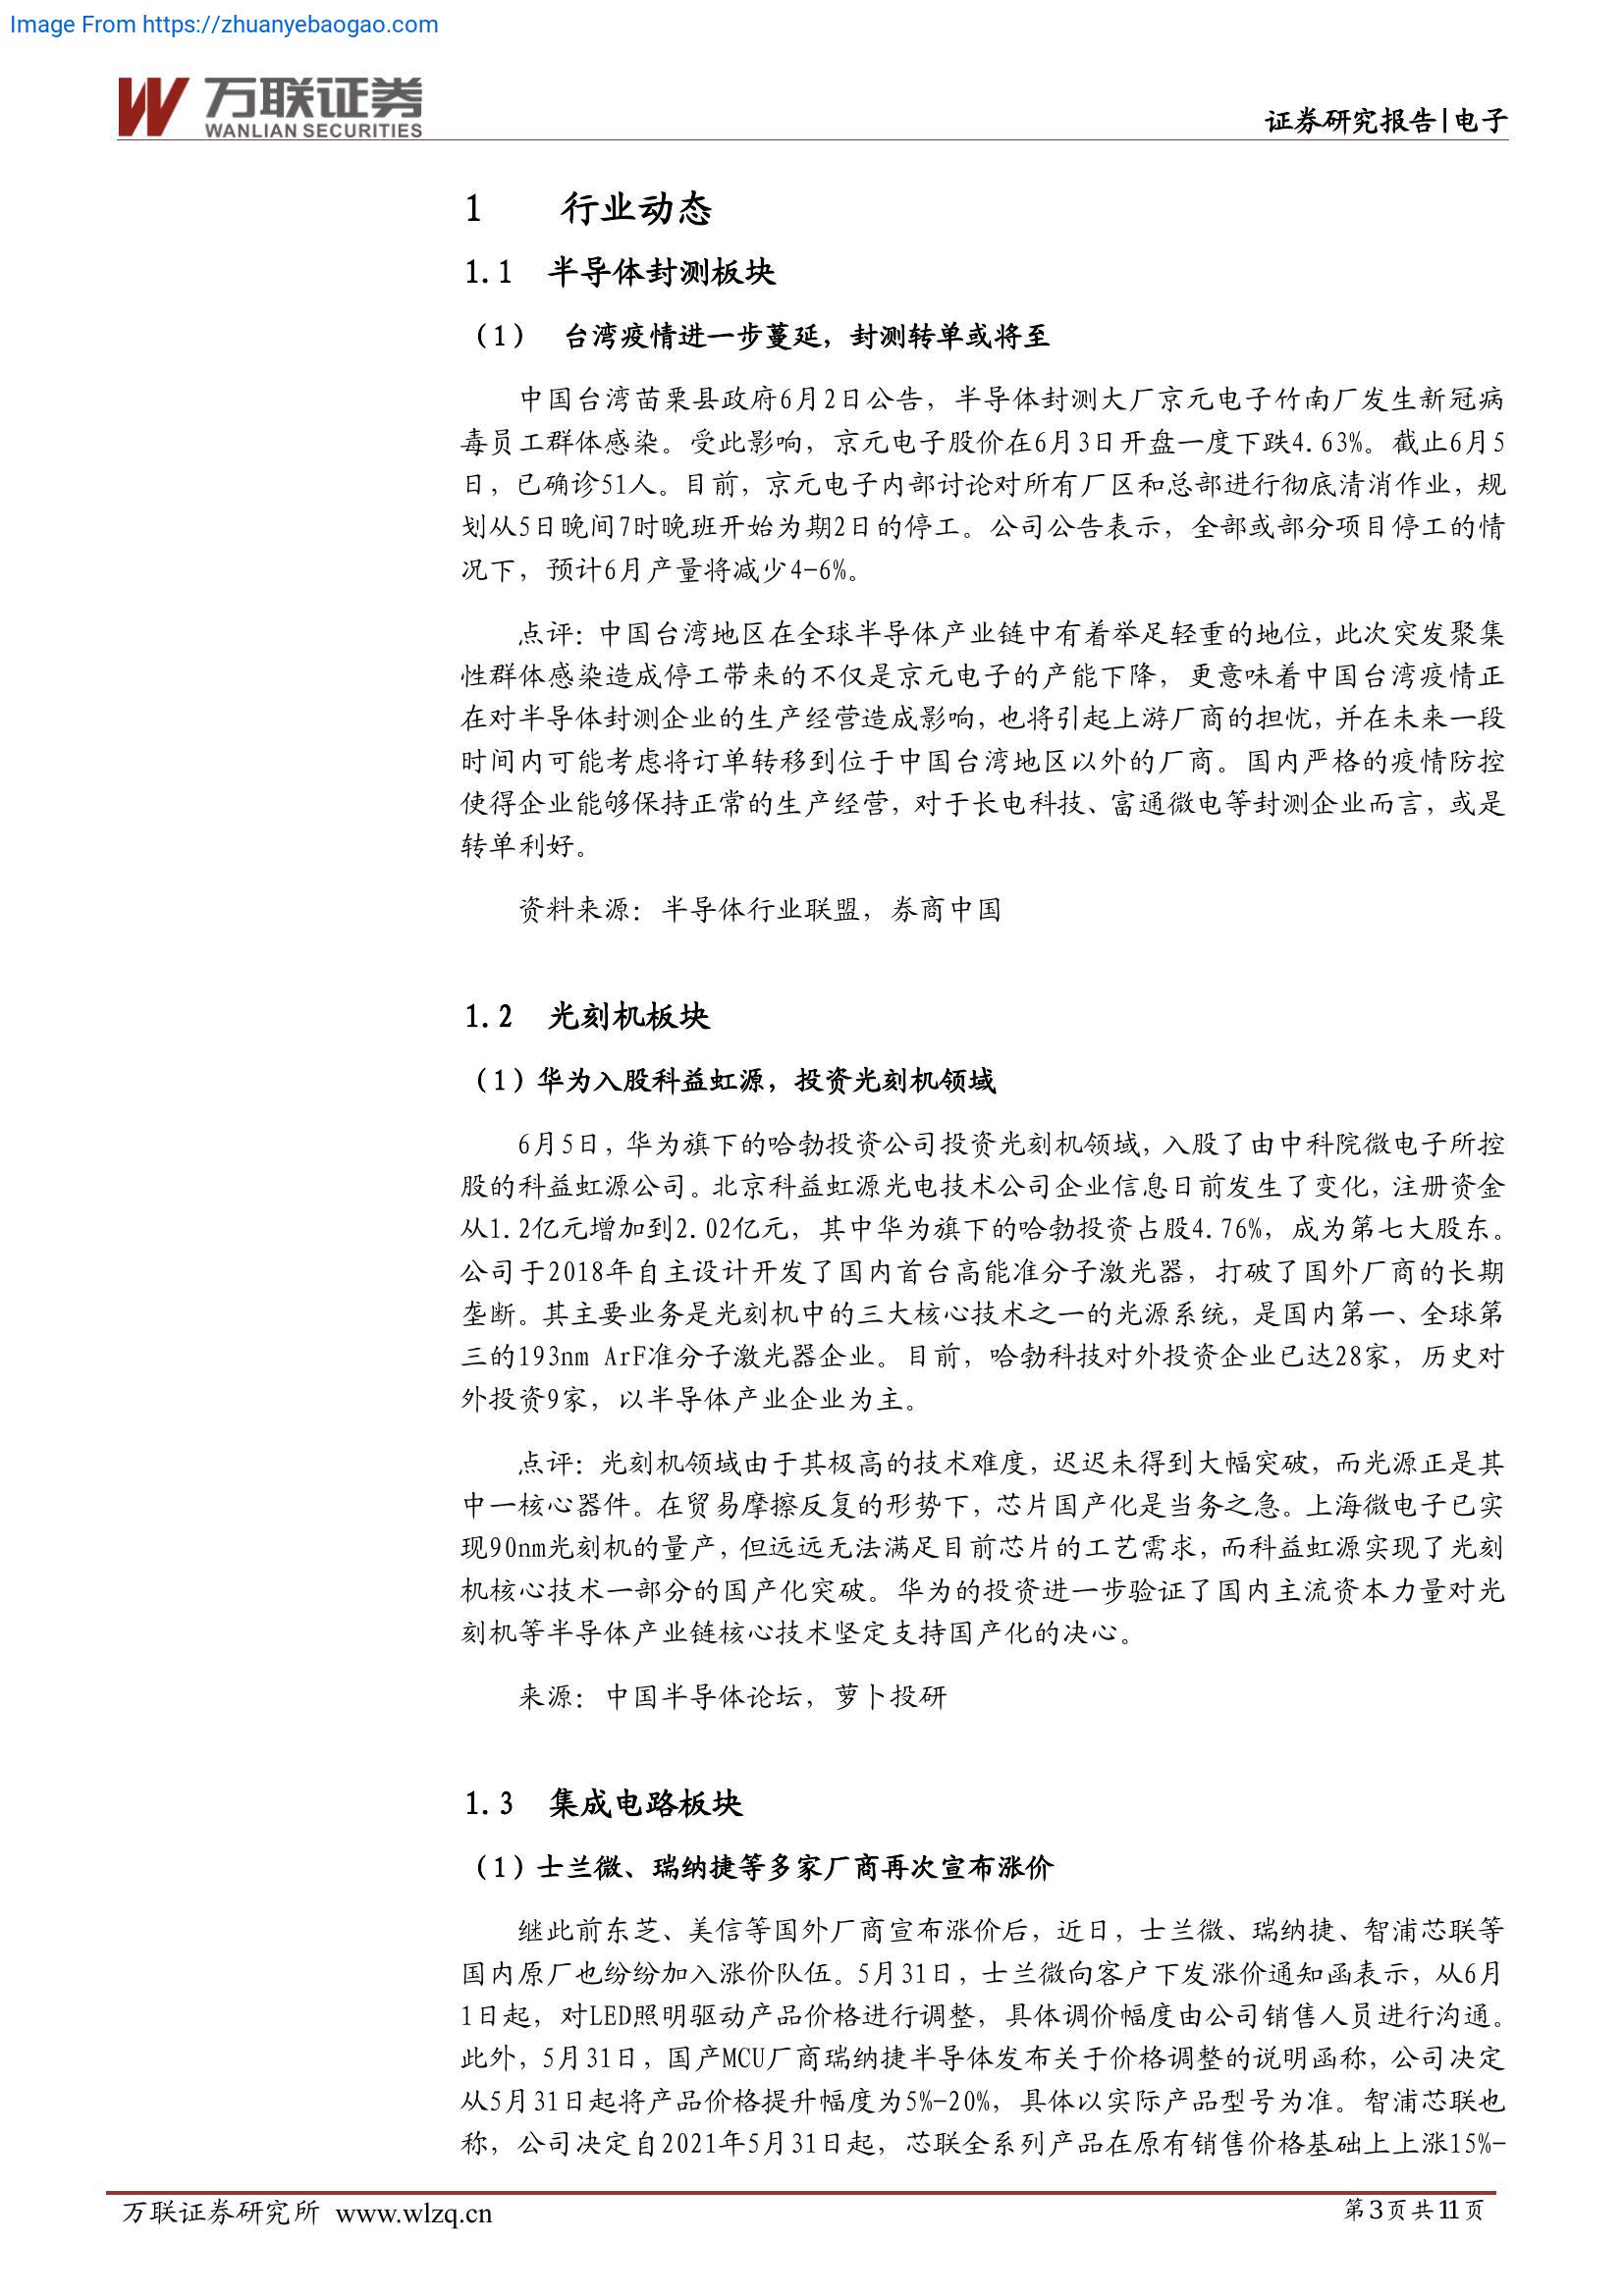 Image From https://zhuanyebaogao.com
万联证券
WANLIAN SECURITIES
证券研究报告|电子
1 行业动态
1.1 半导体封测板块
（1） 台湾疫情进一步蔓延，封测转单或将至
中国台湾苗栗县政府6月2日公告，半导体封测大厂京元电子竹南厂发生新冠病
毒员工群体感染。受此影响，京元电子股价在6月3日开盘一度下跌4.63%。截止6月5
日，已确诊51人。目前，京元电子内部讨论对所有厂区和总部进行彻底清消作业，规
划从5日晚间7时晚班开始为期2日的停工。公司公告表示，全部或部分项目停工的情
况下，预计6月产量将减少4-6%。
点评：中国台湾地区在全球半导体产业链中有着举足轻重的地位，此次突发聚集
性群体感染造成停工带来的不仅是京元电子的产能下降，更意味着中国台湾疫情正
在对半导体封测企业的生产经营造成影响，也将引起上游厂商的担忧，并在未来一段
时间内可能考虑将订单转移到位于中国台湾地区以外的厂商。国内严格的疫情防控
使得企业能够保持正常的生产经营，对于长电科技、富通微电等封测企业而言，或是
转单利好。
资料来源：半导体行业联盟，券商中国
1.2 光刻机板块
（1）华为入股科益虹源，投资光刻机领域
6月5日，华为旗下的哈勃投资公司投资光刻机领域，入股了由中科院微电子所控
股的科益虹源公司。北京科益虹源光电技术公司企业信息日前发生了变化，注册资金
从1.2亿元增加到2.02亿元，其中华为旗下的哈勃投资占股4.76%，成为第七大股东。
公司于2018年自主设计开发了国内首台高能准分子激光器，打破了国外厂商的长期
垄断。其主要业务是光刻机中的三大核心技术之一的光源系统，是国内第一、全球第
三的193nm ArF准分子激光器企业。目前，哈勃科技对外投资企业已达28家，历史对
外投资9家，以半导体产业企业为主。
点评：光刻机领域由于其极高的技术难度，迟迟未得到大幅突破，而光源正是其
中一核心器件。在贸易摩擦反复的形势下，芯片国产化是当务之急。上海微电子已实
现90nm光刻机的量产，但远远无法满足目前芯片的工艺需求，而科益虹源实现了光刻
机核心技术一部分的国产化突破。华为的投资进一步验证了国内主流资本力量对光
刻机等半导体产业链核心技术坚定支持国产化的决心。
来源：中国半导体论坛，萝卜投研
1.3 集成电路板块
（1）士兰微、瑞纳捷等多家厂商再次宣布涨价
继此前东芝、美信等国外厂商宣布涨价后，近日，士兰微、瑞纳捷、智浦芯联等
国内原厂也纷纷加入涨价队伍。5月31日，士兰微向客户下发涨价通知函表示，从6月
1日起，对LED照明驱动产品价格进行调整，具体调价幅度由公司销售人员进行沟通。
此外，5月31日，国产MCU厂商瑞纳捷半导体发布关于价格调整的说明函称，公司决定
从5月31日起将产品价格提升幅度为5%-20%，具体以实际产品型号为准。智浦芯联也
称，公司决定自2021年5月31日起，芯联全系列产品在原有销售价格基础上上涨15%-
万联证券研究所 www.wlzq.cn
第3页共11页